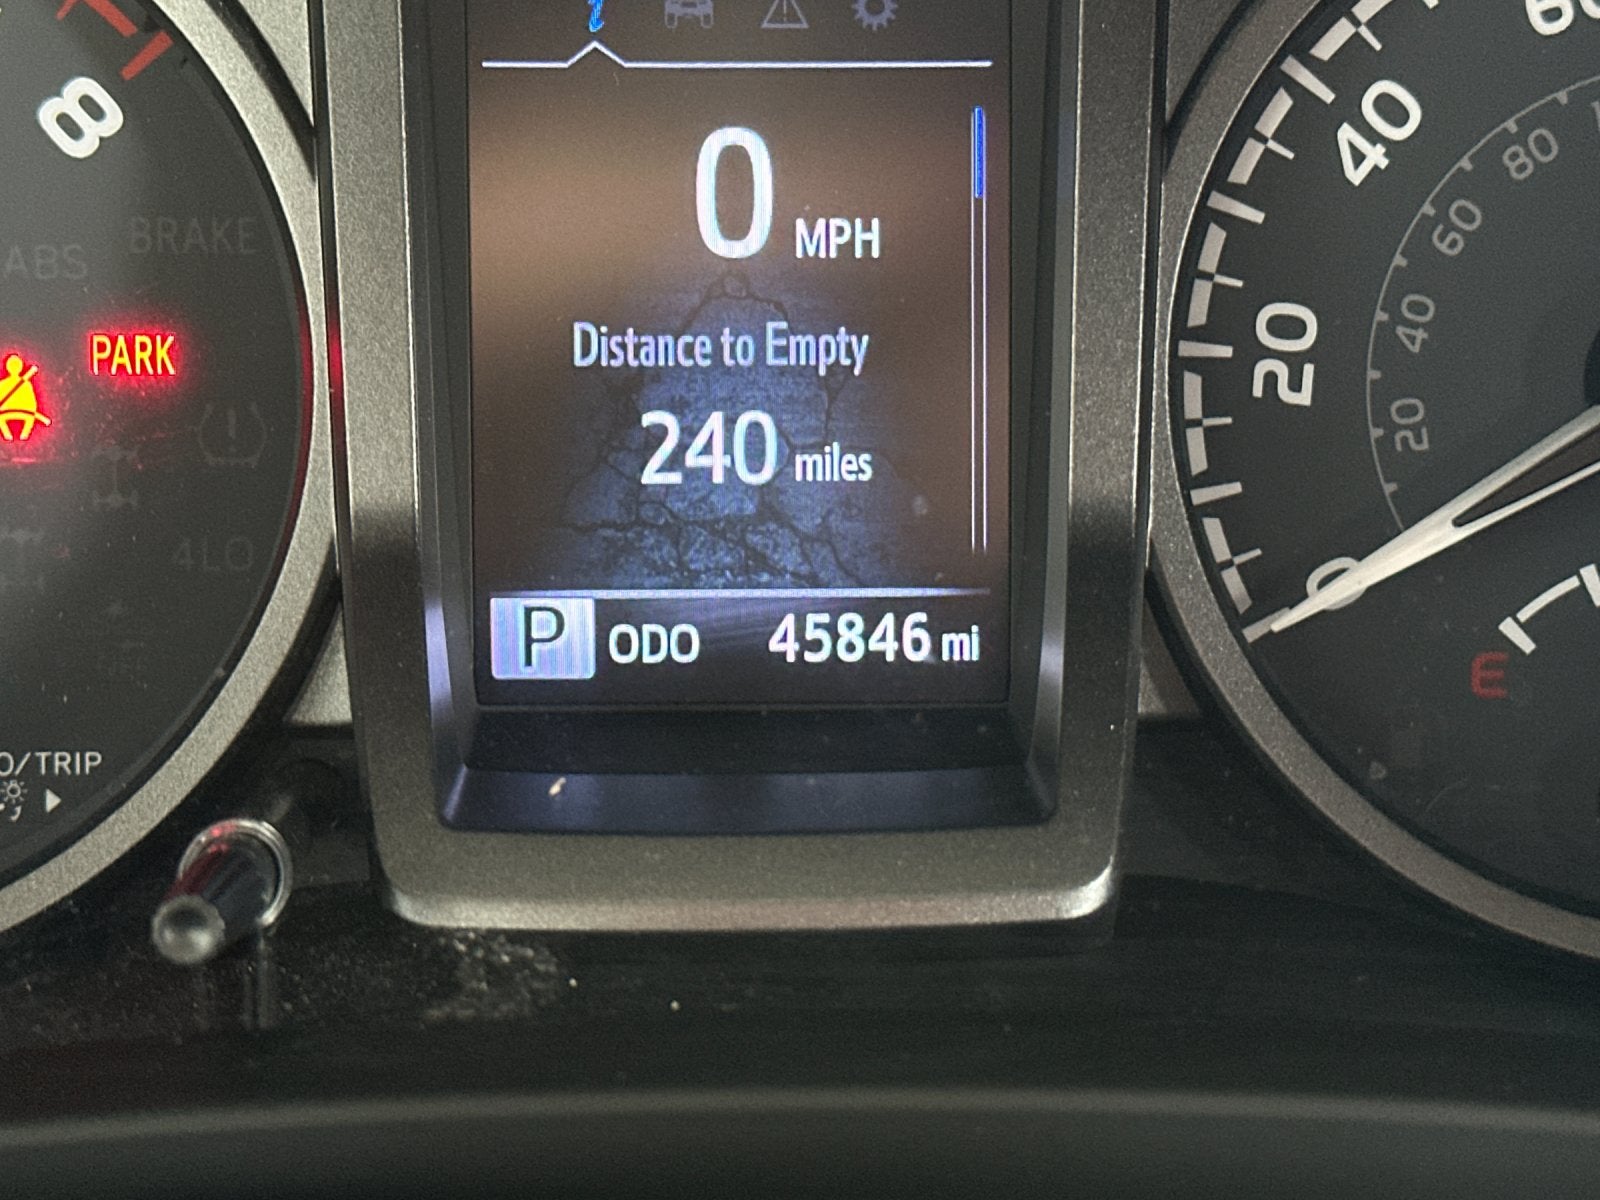 i
0 MPH
Distance to Empty
240 miles
P ODO 45846 mi
8
ABS BRAKE
PARK
4LO
O/TRIP
60
40
20
0
80
60
40
20
E